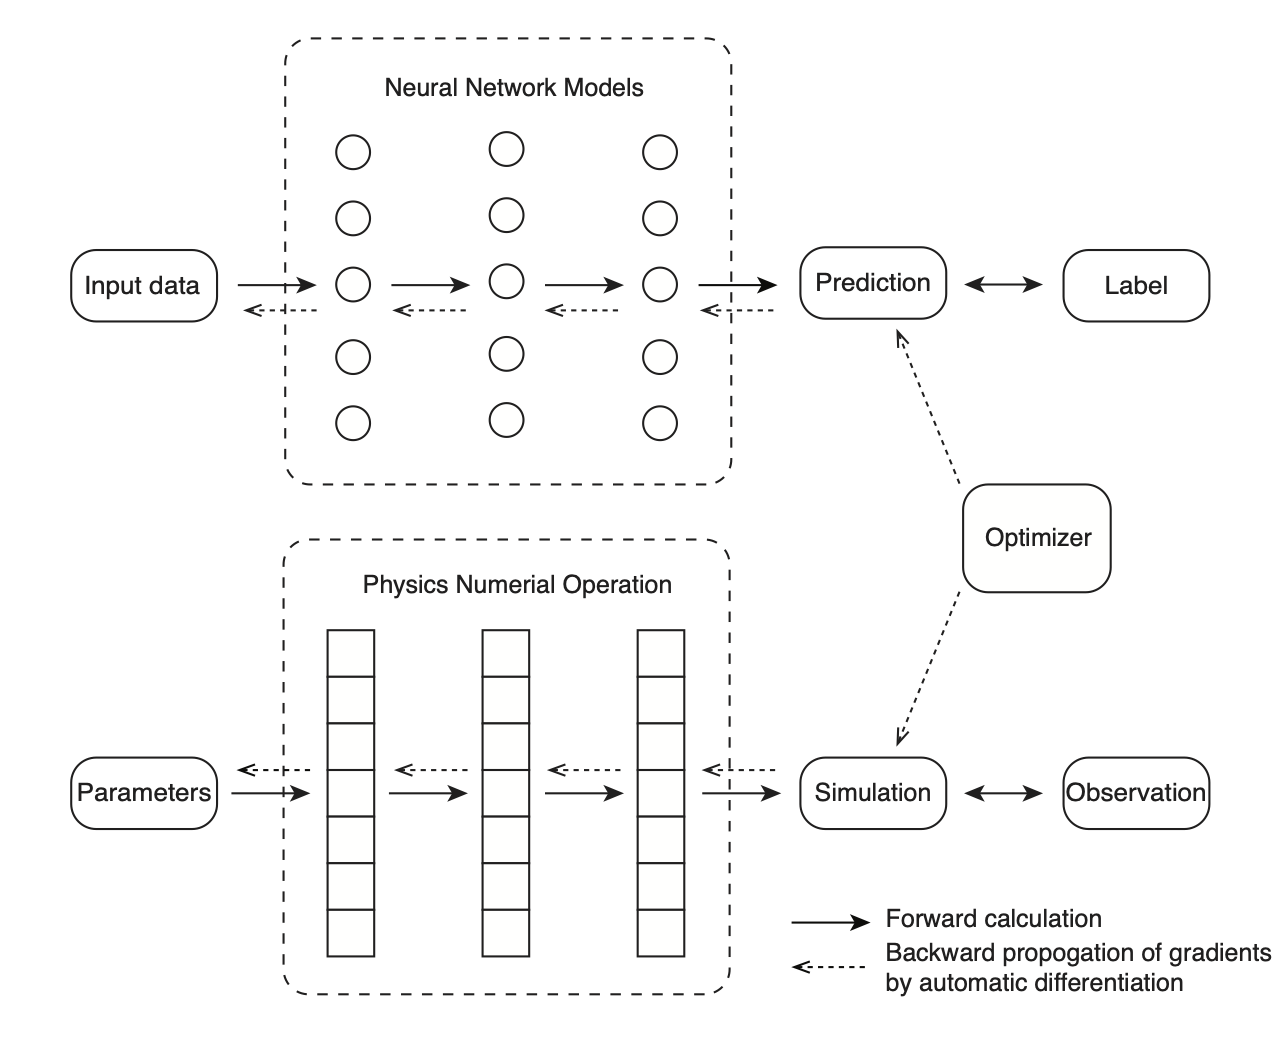 Neural Network Models
Input data
Prediction
Label
Optimizer
Physics Numerial Operation
Parameters
Simulation
Observation
Forward calculation
Backward propogation of gradients
by automatic differentiation